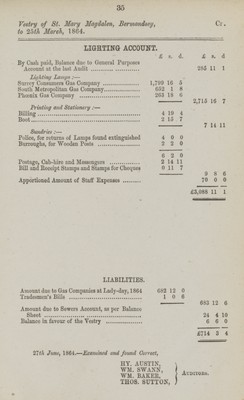 35
Vestry of St. Mary Magdalen, Bermondsey, Cr.
to 25th March, 1864.
LIGHTING ACCOUNT.
£ s. d. £ s. d.
By Cash paid, Balance due to General Purposes
Account at the last Audit 285 11 1
Lighting Lamps:—
Surrey Consumers Gas Company 1,799 16 5
South Metropolitan Gas Company 652 1 8
Phœnix Gas Company 263 18 6
2,715 16 7
Printing and Stationery:—
Billing 4 19 4
Boot 2 15 7
7 14 11
Sundries:—
Police, for returns of Lamps found extinguished 4 0 0
Burroughs, for Wooden Posts 2 2 0
6 2 0
Postage, Cab-hire and Messengers 2 14 11
Bill and Receipt Stamps and Stamps for Cheques 0 11 7
9 8 6
Apportioned Amount of Staff Expenses 70 0 0
£3,088 11 1
LIABILITIES.
Amount due to Gas Companies at Lady-day, 1864 682 12 0
Tradesmen's Bills 1 0 6
683 12 6
Amount due to Sewers Account, as per Balance
Sheet 24 4 10
Balance in favour of the Vestry 6 6 0
£714 3 4
27th June, 1864.—Examined and found Correct,
HY. AUSTIN,
WM. SWANN,
WM. BAKER,
THOS. SUTTON,
Auditors.